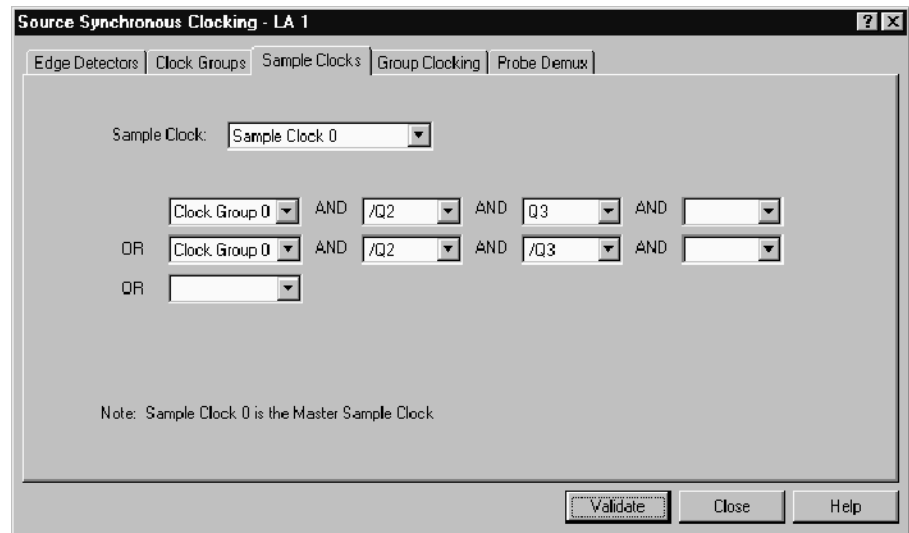 Source Synchronous Clocking - LA 1
Edge Detectors Clock Groups Sample Clocks Group Clocking Probe Demux
Sample Clock: Sample Clock 0
Clock Group 0 AND /Q2 AND Q3 AND
OR Clock Group 0 AND /Q2 AND /Q3 AND
OR
Note: Sample Clock 0 is the Master Sample Clock
Validate Close Help